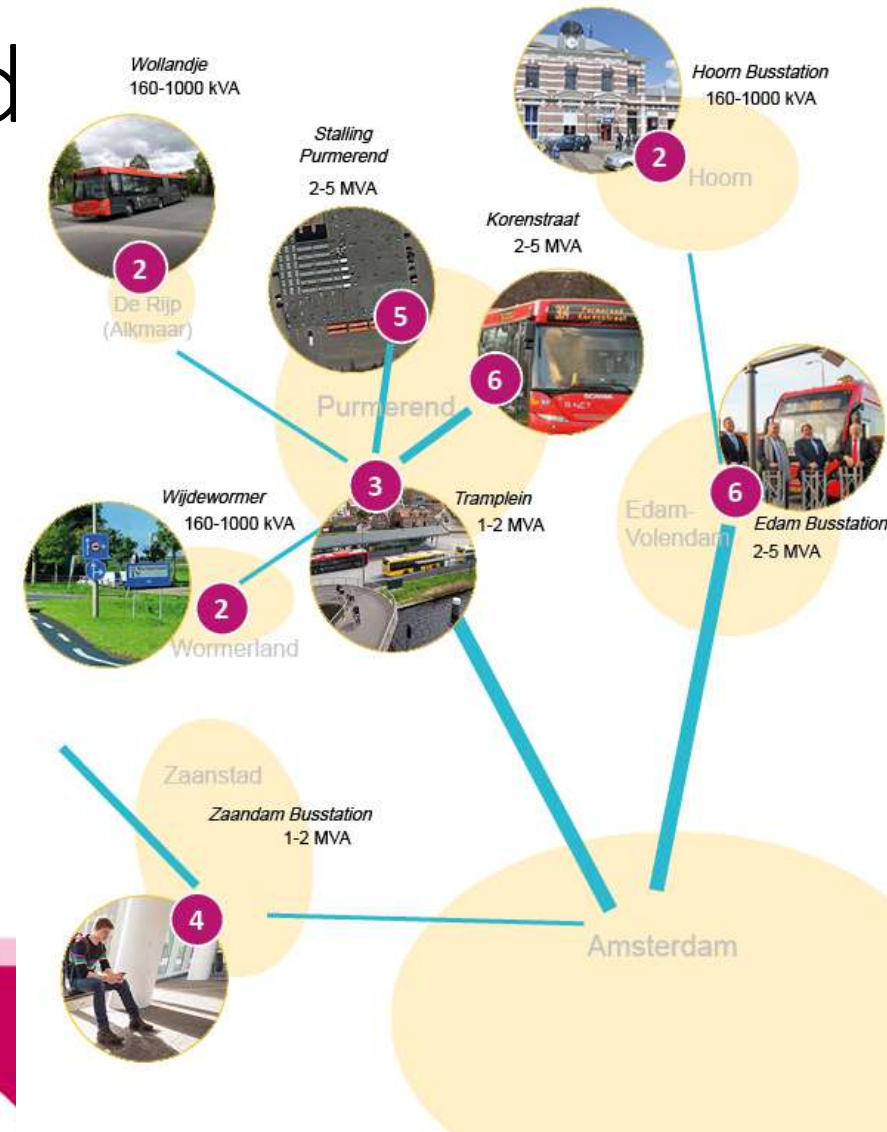 d
Wollandje
160-1000 kVA
2
De Rijp
(Alkmaar)
Stalling
Purmerend
2-5 MVA
5
Hoorn Busstation
160-1000 kVA
2
Hoorn
Korenstraat
2-5 MVA
6
Purmerend
3
Tramplein
1-2 MVA
Wijdewormer
160-1000 kVA
2
Wormerland
Edam-
Volendam
6
Edam Busstation
2-5 MVA
Zaanstad
Zaandam Busstation
1-2 MVA
4
Amsterdam